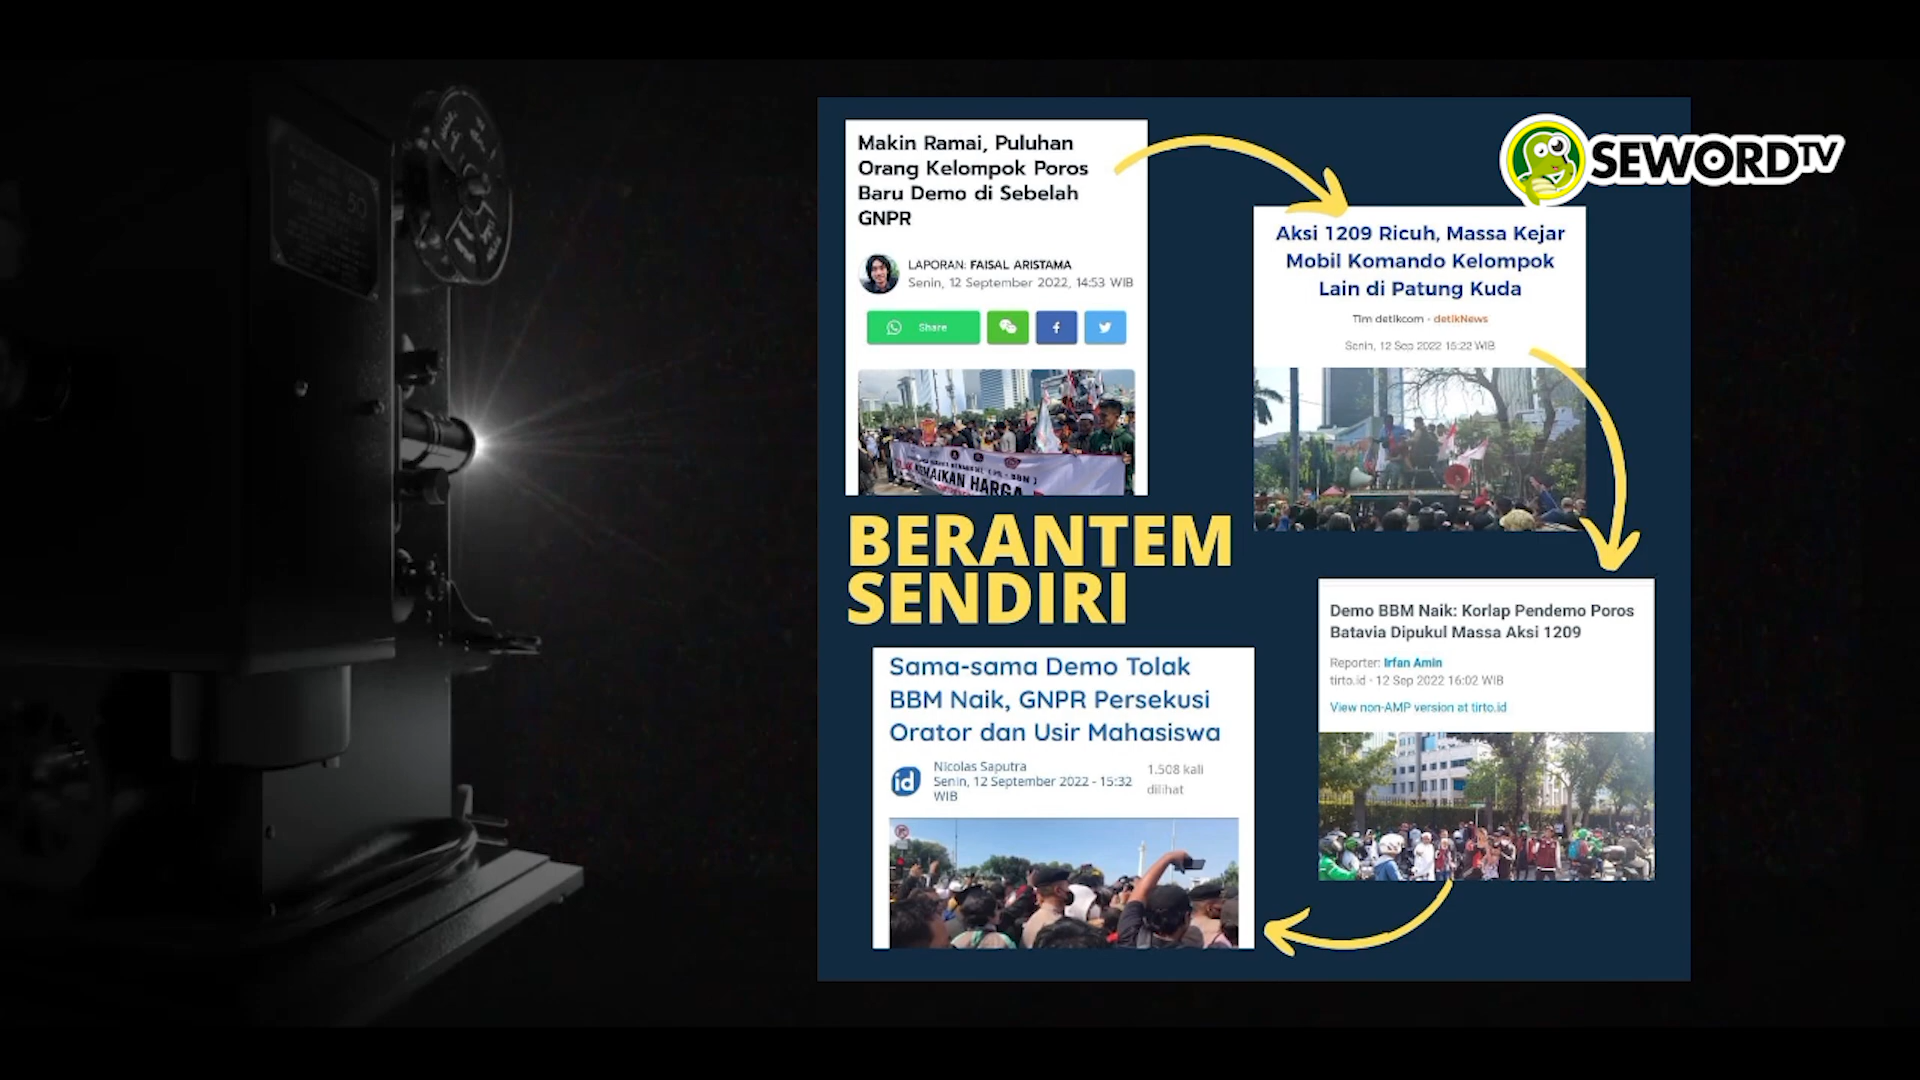 SEWORDTV
Makin Ramai, Puluhan
Orang Kelompok Poros
Baru Demo di Sebelah
GNPR
LAPORAN: FAISAL ARISTAMA
Senin, 12 September 2022, 14:53 WIB
Share
KENAIKAN HARGA
Aksi 1209 Ricuh, Massa Kejar
Mobil Komando Kelompok
Lain di Patung Kuda
Tim detikcom - detikNews
Senin, 12 Sep 2022 15:22 WIB
BERANTEM
SENDIRI
Demo BBM Naik: Korlap Pendemo Poros
Batavia Dipukul Massa Aksi 1209
Reporter: Irfan Amin
tirto.id - 12 Sep 2022 16:02 WIB
View non-AMP version at tirto.id
Sama-sama Demo Tolak
BBM Naik, GNPR Persekusi
Orator dan Usir Mahasiswa
id
Nicolas Saputra
Senin, 12 September 2022 - 15:32
WIB
1.508 kali
dilihat